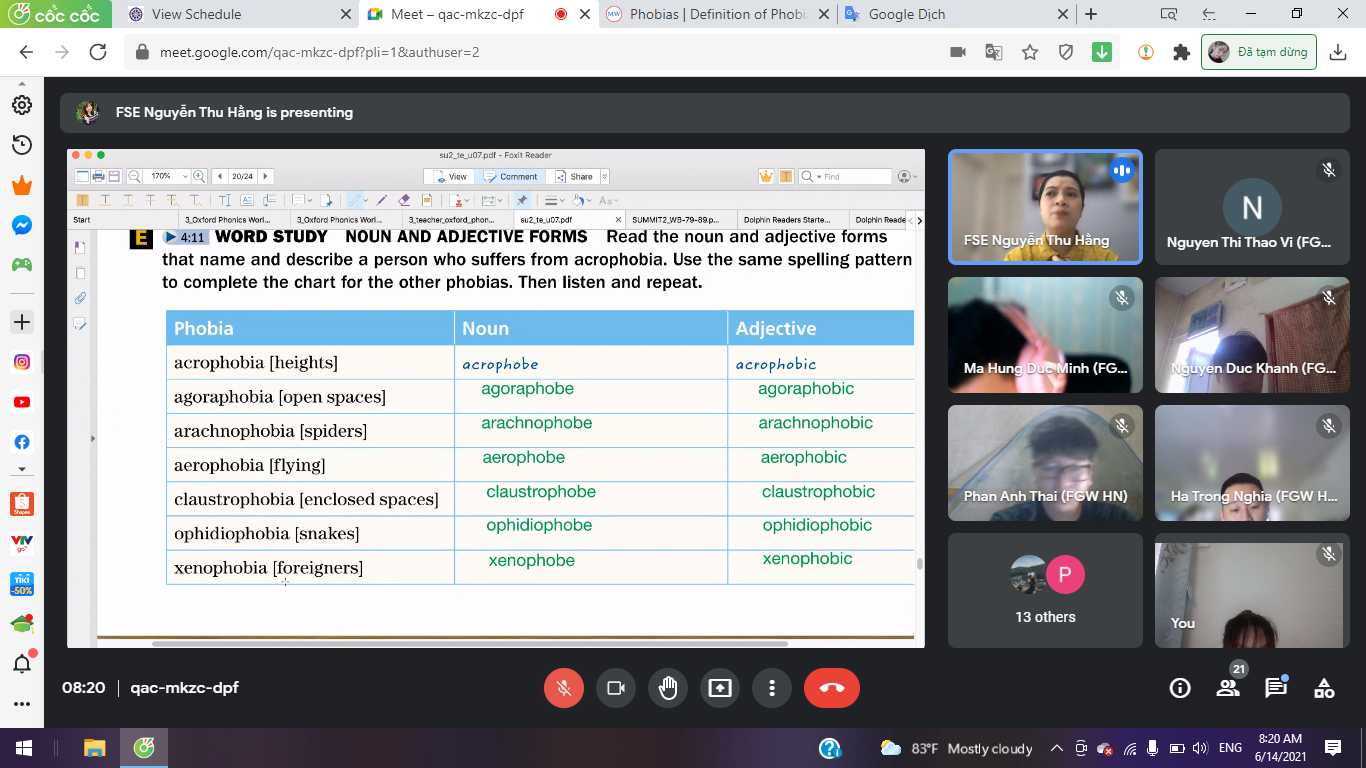 cốc cốc
View Schedule
Meet – qac-mkzc-dpf
Phobias | Definition of Phobi
Google Dịch
meet.google.com/qac-mkzc-dpf?pli=1&authuser=2
Đã tạm dừng
FSE Nguyễn Thu Hằng is presenting
su2_te_u07.pdf - Foxit Reader
170%
20/24
View
Comment
Share
Find
Start
3_Oxford Phonics Worl...
3_Oxford Phonics Worl...
3_teacher_oxford_phon...
su2_te_u07.pdf
SUMMIT2_WB-79-89.p...
Dolphin Readers Starte...
Dolphin Reade
E 4:11 WORD STUDY NOUN AND ADJECTIVE FORMS Read the noun and adjective forms
that name and describe a person who suffers from acrophobia. Use the same spelling pattern
to complete the chart for the other phobias. Then listen and repeat.
Phobia Noun Adjective
acrophobia [heights] acrophobe acrophobic
agoraphobia [open spaces] agoraphobe agoraphobic
arachnophobia [spiders] arachnophobe arachnophobic
aerophobia [flying] aerophobe aerophobic
claustrophobia [enclosed spaces] claustrophobe claustrophobic
ophidiophobia [snakes] ophidiophobe ophidiophobic
xenophobia [foreigners] xenophobe xenophobic
FSE Nguyễn Thu Hằng
N
Nguyen Thi Thao Vi (FG...
Ma Hung Duc Minh (FG...
Nguyen Duc Khanh (FG...
Phan Anh Thai (FGW HN)
Ha Trong Nghia (FGW H...
P
13 others
You
Shopee
VTV
go
TIKI
-50%
08:20 | qac-mkzc-dpf
21
83°F Mostly cloudy
ENG
8:20 AM
6/14/2021